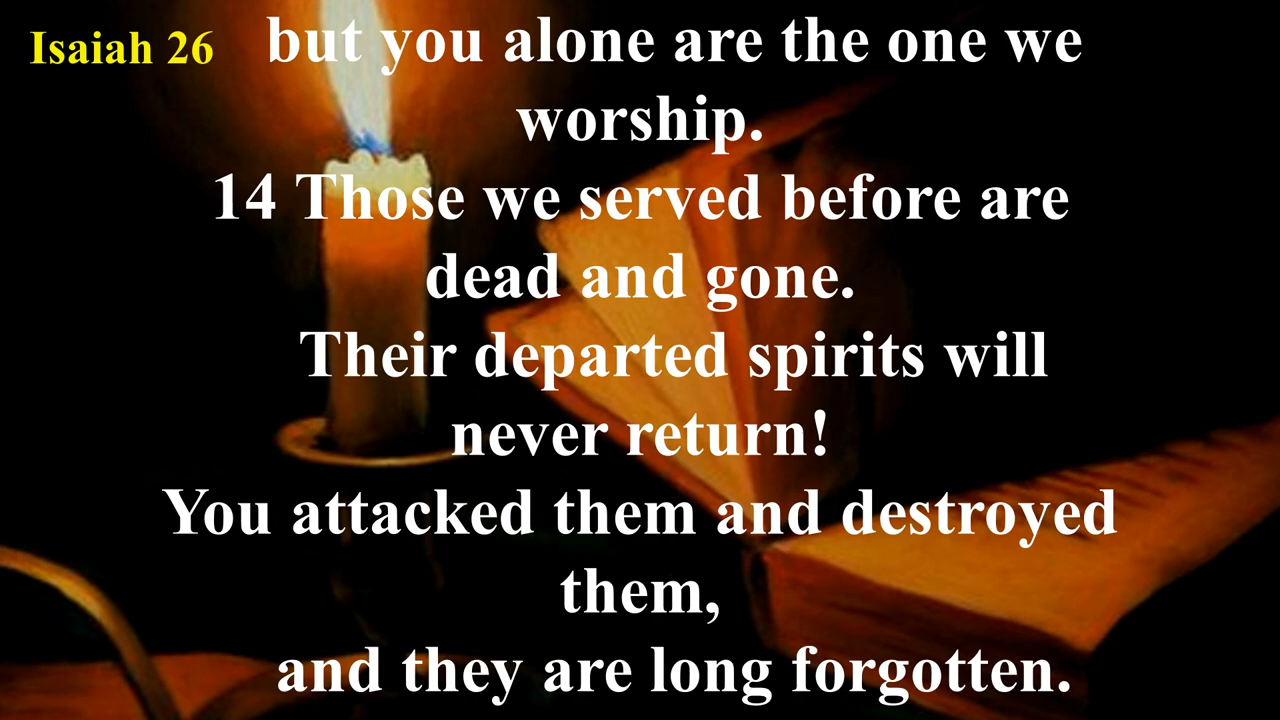 Isaiah 26
but you alone are the one we
worship.
14 Those we served before are
dead and gone.
Their departed spirits will
never return!
You attacked them and destroyed
them,
and they are long forgotten.